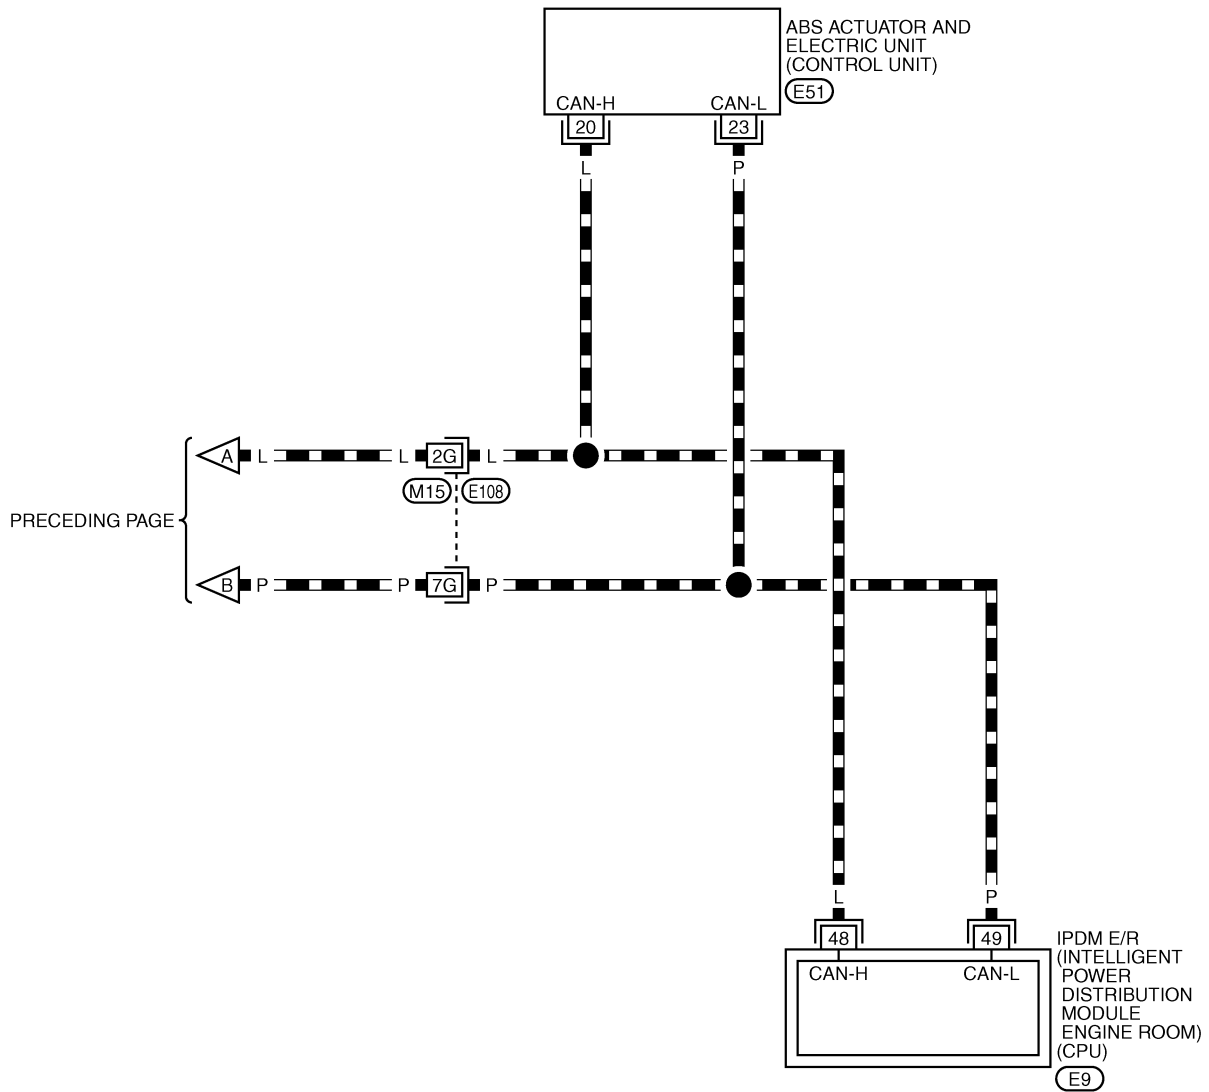 ABS ACTUATOR AND
ELECTRIC UNIT
(CONTROL UNIT)
E51
CAN-H CAN-L
20 23
L P
A L L 2G L
M15 E108
PRECEDING PAGE
B P P 7G P
L P
48 49
CAN-H CAN-L
IPDM E/R
(INTELLIGENT
POWER
DISTRIBUTION
MODULE
ENGINE ROOM)
(CPU)
E9